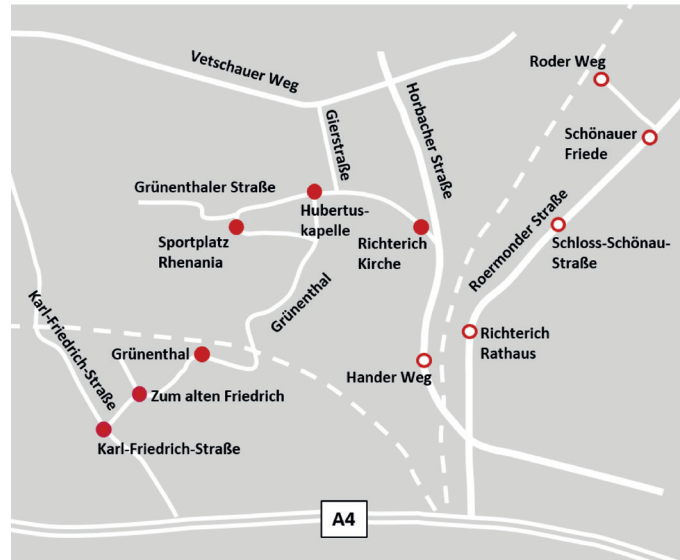 Roder Weg
Vetschauer Weg
Horbacher Straße
Gierstraße
Schönauer
Friede
Grünenthaler Straße
Hubertus-
kapelle
Roermonder Straße
Sportplatz
Rhenania
Richterich
Kirche
Schloss-Schönau-
Straße
Grünenthal
Karl-Friedrich-Straße
Richterich
Rathaus
Grünenthal
Hander Weg
Zum alten Friedrich
Karl-Friedrich-Straße
A4